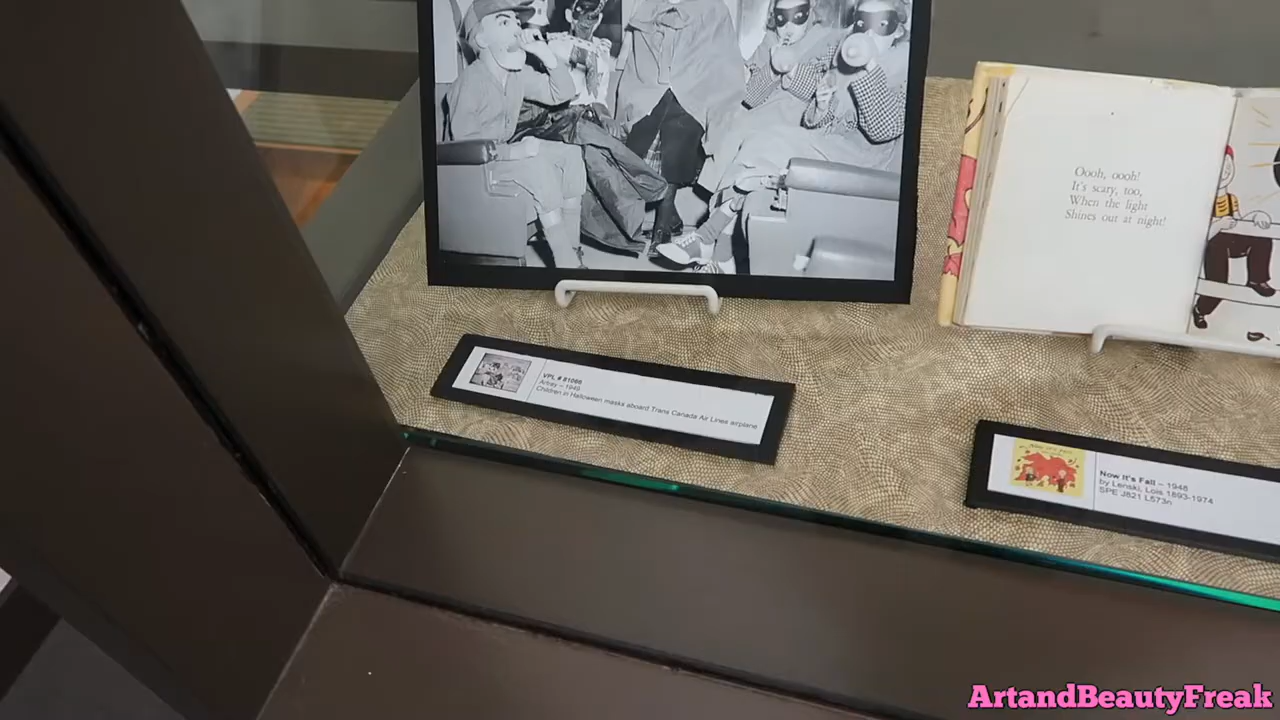 Oooh, oooh!
It's scary, too,
When the light
Shines out at night!
VPL # 81066
Artray – 1949
Children in Halloween masks aboard Trans Canada Air Lines airplane
Now It's Fall – 1948
by Lenski, Lois 1893-1974
SPE J821 L573n
ArtandBeautyFreak